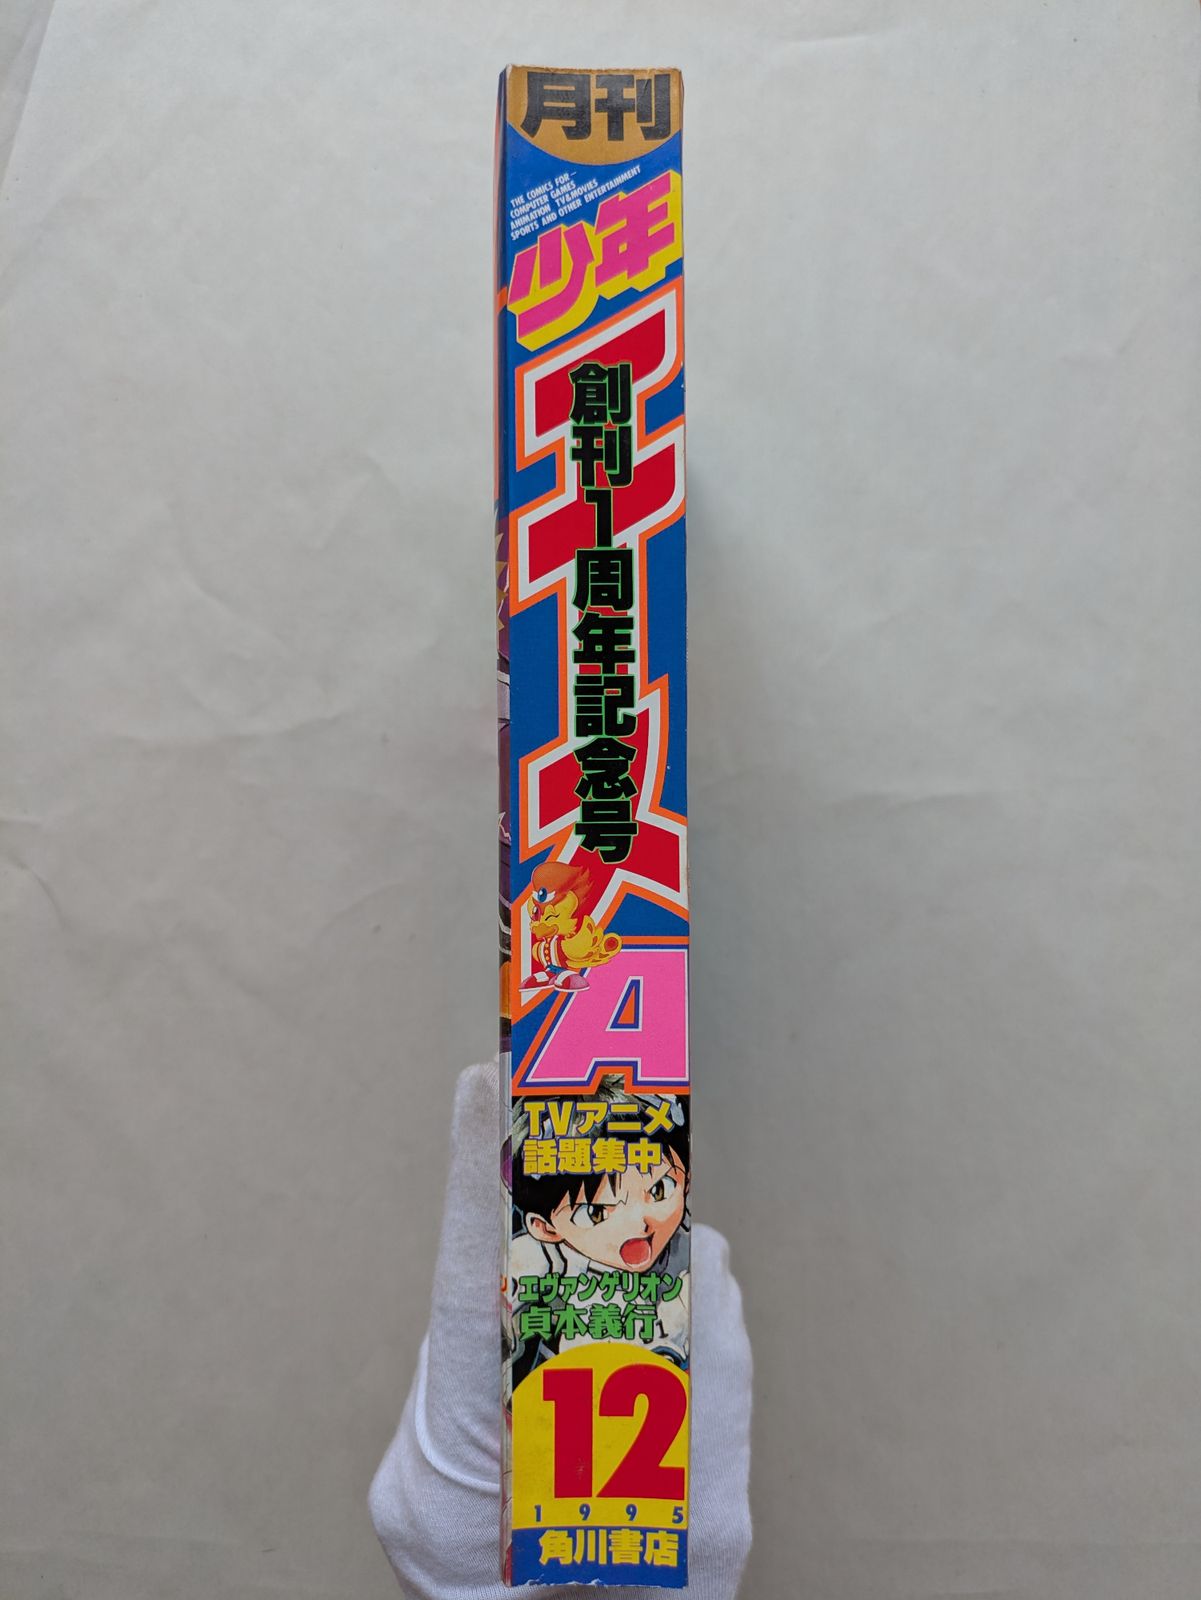 月刊
THE COMICS FOR—
COMPUTER GAMES
ANIMATION TV&MOVIES
SPORTS AND OTHER ENTERTAINMENT
少年
エース
創刊1周年記念号
A
TVアニメ
話題集中
エヴァンゲリオン
貞本義行
12
1995
角川書店